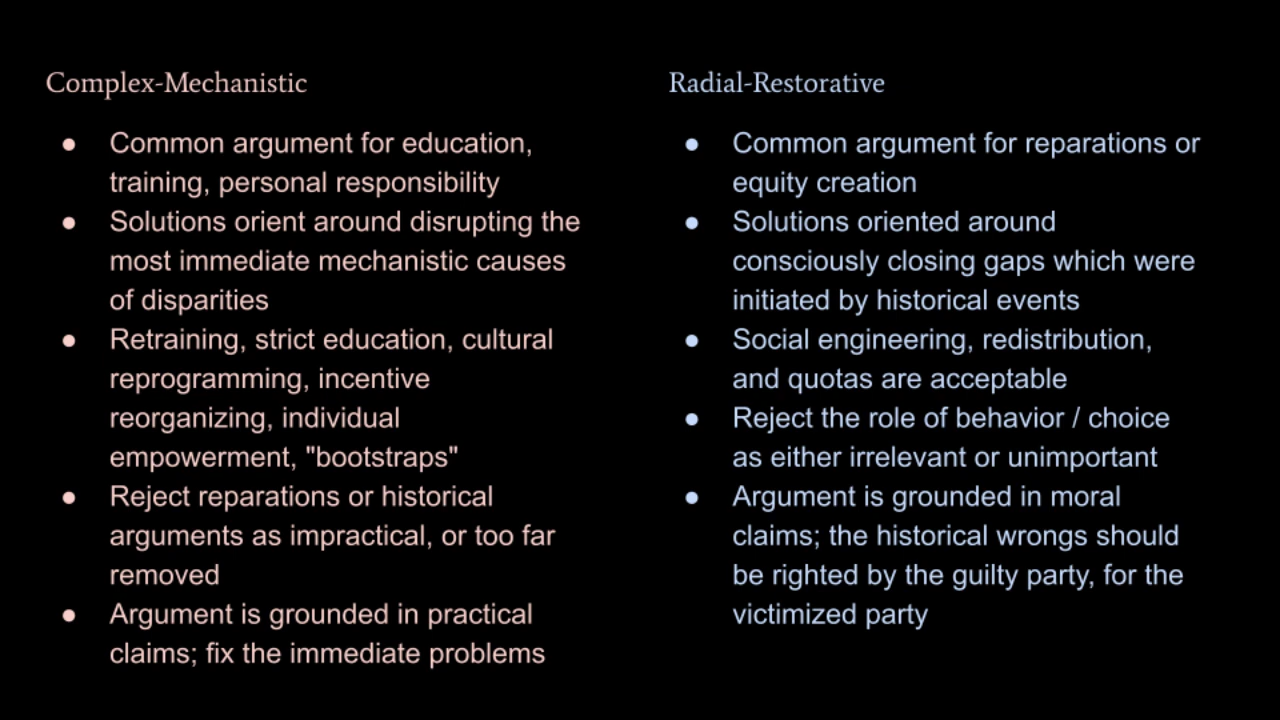 Complex-Mechanistic
● Common argument for education,
training, personal responsibility
● Solutions orient around disrupting the
most immediate mechanistic causes
of disparities
● Retraining, strict education, cultural
reprogramming, incentive
reorganizing, individual
empowerment, "bootstraps"
● Reject reparations or historical
arguments as impractical, or too far
removed
● Argument is grounded in practical
claims; fix the immediate problems
Radial-Restorative
● Common argument for reparations or
equity creation
● Solutions oriented around
consciously closing gaps which were
initiated by historical events
● Social engineering, redistribution,
and quotas are acceptable
● Reject the role of behavior / choice
as either irrelevant or unimportant
● Argument is grounded in moral
claims; the historical wrongs should
be righted by the guilty party, for the
victimized party